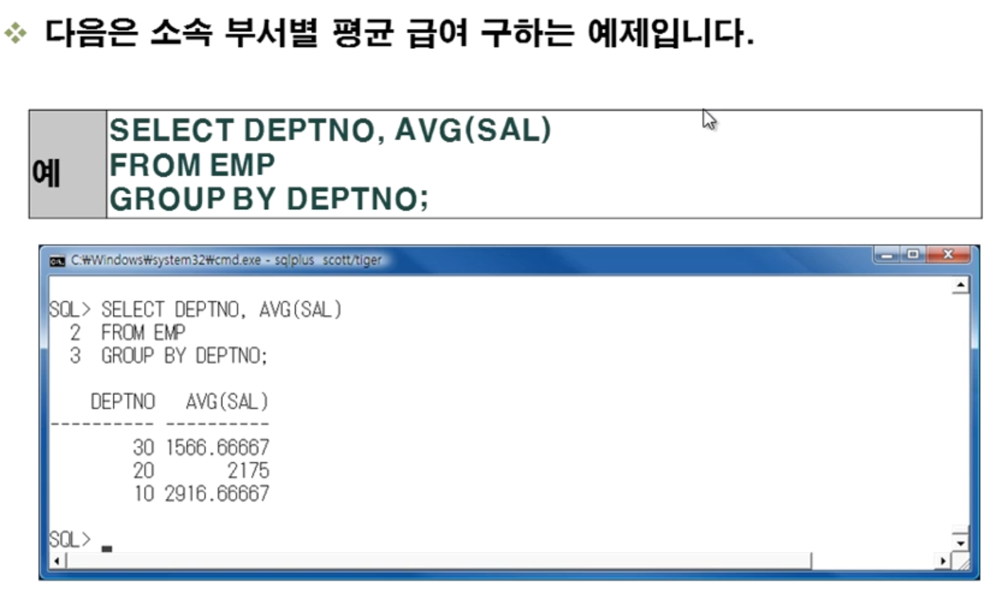 ❖ 다음은 소속 부서별 평균 급여 구하는 예제입니다.
예
SELECT DEPTNO, AVG(SAL)
FROM EMP
GROUP BY DEPTNO;
C:₩Windows₩system32₩cmd.exe - sqlplus scott/tiger
SQL> SELECT DEPTNO, AVG(SAL)
2 FROM EMP
3 GROUP BY DEPTNO;
DEPTNO AVG(SAL)
---------- ----------
30 1566.66667
20 2175
10 2916.66667
SQL>